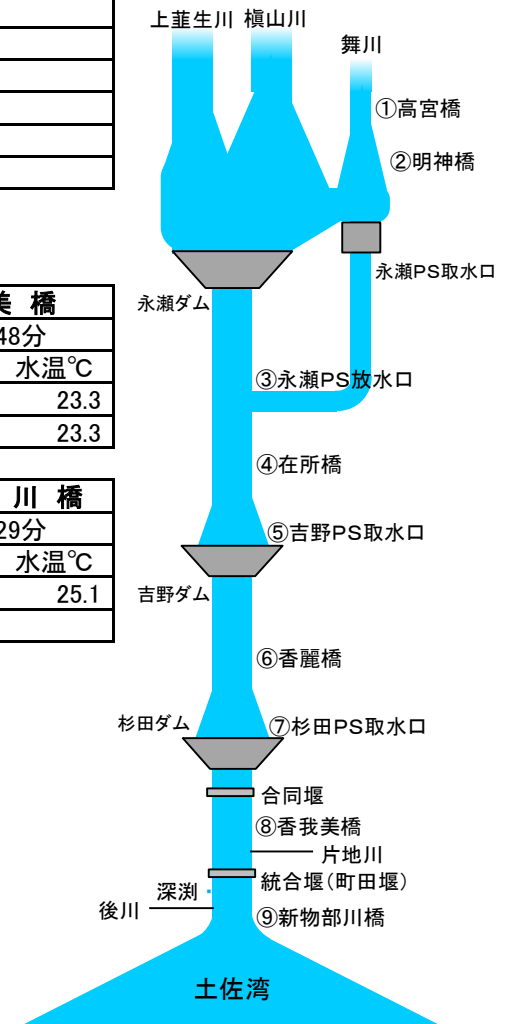 上韮生川 槇山川
舞川
①高宮橋
②明神橋
永瀬PS取水口
永瀬ダム
③永瀬PS放水口
④在所橋
⑤吉野PS取水口
吉野ダム
⑥香麗橋
杉田ダム ⑦杉田PS取水口
合同堰
⑧香我美橋
片地川
統合堰(町田堰)
深渕
後川
⑨新物部川橋
土佐湾
美 橋
48分
水温℃
23.3
23.3
川 橋
29分
水温℃
25.1